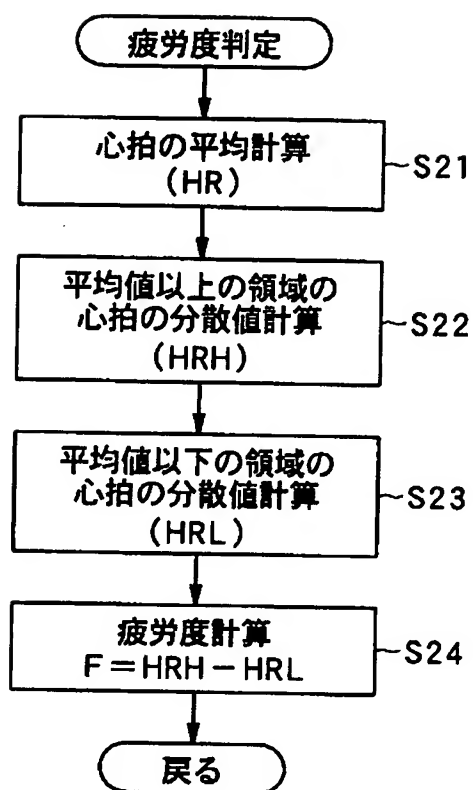 疲労度判定
心拍の平均計算
(HR)
S21
平均値以上の領域の
心拍の分散値計算
(HRH)
S22
平均値以下の領域の
心拍の分散値計算
(HRL)
S23
疲労度計算
F=HRH-HRL
S24
戻る